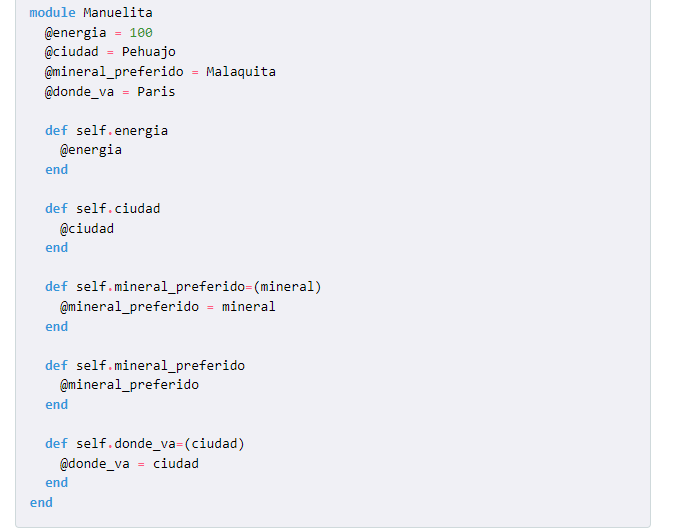 module Manuelita
  @energia = 100
  @ciudad = Pehuajo
  @mineral_preferido = Malaquita
  @donde_va = Paris

  def self.energia
    @energia
  end

  def self.ciudad
    @ciudad
  end

  def self.mineral_preferido=(mineral)
    @mineral_preferido = mineral
  end

  def self.mineral_preferido
    @mineral_preferido
  end

  def self.donde_va=(ciudad)
    @donde_va = ciudad
  end
end